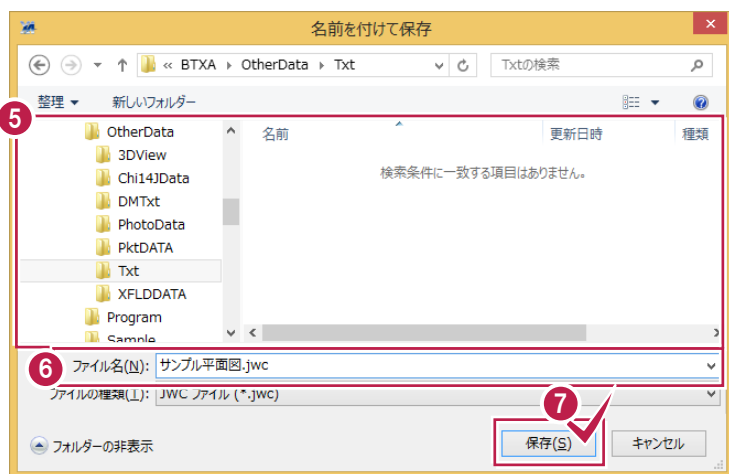 名前を付けて保存
« BTXA OtherData Txt Txtの検索
整理 新しいフォルダー
5
名前 更新日時 種類
検索条件に一致する項目はありません。
OtherData
3DView
Chi14JData
DMTxt
PhotoData
PktDATA
Txt
XFLDDATA
Program
Sample
6
ファイル名(N): サンプル平面図.jwc
ファイルの種類(T): JWC ファイル (*.jwc)
7
フォルダーの非表示 保存(S) キャンセル